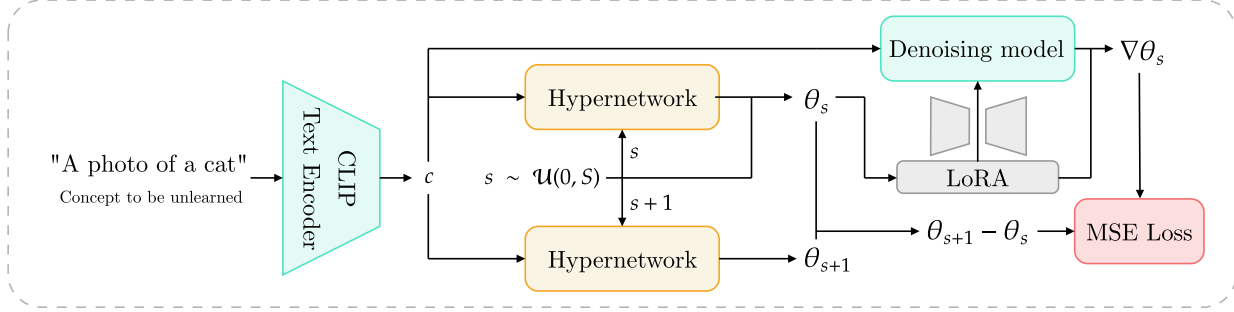 "A photo of a cat"
Concept to be unlearned
CLIP
Text Encoder
c
Hypernetwork
s
s ∼ 𝒰(0, S)
s + 1
Hypernetwork
θ_s
θ_{s+1}
Denoising model
LoRA
∇θ_s
θ_{s+1} − θ_s
MSE Loss